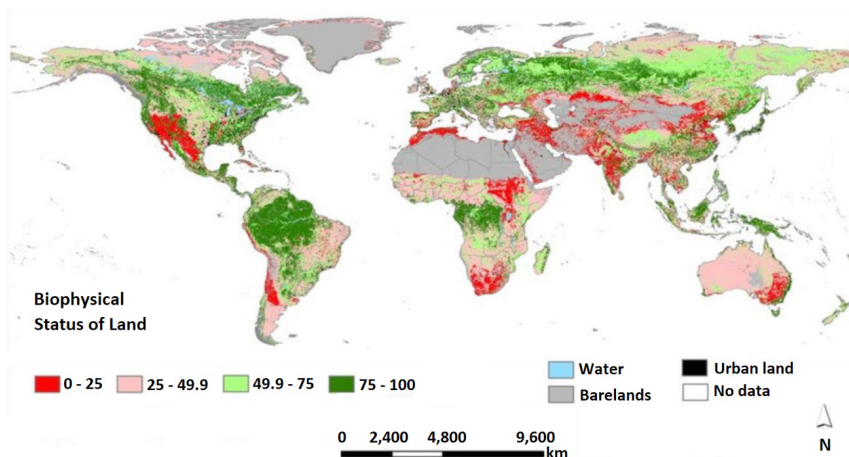 Biophysical
Status of Land
0 - 25
25 - 49.9
49.9 - 75
75 - 100
Water
Urban land
Barelands
No data
0 2,400 4,800 9,600
km
N